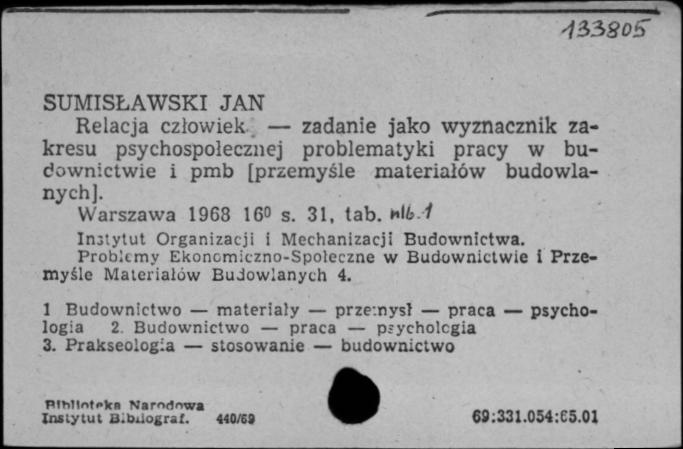 133805
SUMISŁAWSKI JAN
Relacja człowiek — zadanie jako wyznacznik za-
kresu psychospołecznej problematyki pracy w bu-
downictwie i pmb [przemyśle materiałów budowla-
nych].
Warszawa 1968 16⁰ s. 31, tab. nlb. 1
Instytut Organizacji i Mechanizacji Budownictwa.
Problemy Ekonomiczno-Społeczne w Budownictwie i Prze-
myśle Materiałów Budowlanych 4.
1 Budownictwo — materiały — przemysł — praca — psycho-
logia 2. Budownictwo — praca — psychologia
3. Prakseologia — stosowanie — budownictwo
Biblioteka Narodowa
Instytut Bibliograf. 440/69
69:331.054:65.01